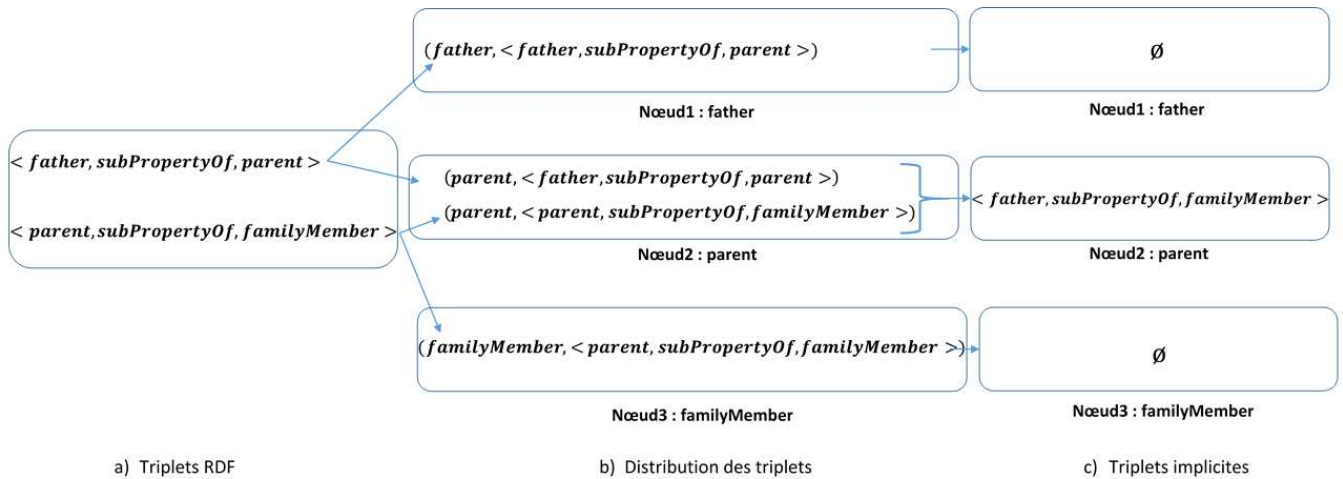 (father, < father, subPropertyOf, parent >)
∅
Nœud1 : father
Nœud1 : father
< father, subPropertyOf, parent >
< parent, subPropertyOf, familyMember >
(parent, < father, subPropertyOf, parent >)
(parent, < parent, subPropertyOf, familyMember >)
< father, subPropertyOf, familyMember >
Nœud2 : parent
Nœud2 : parent
(familyMember, < parent, subPropertyOf, familyMember >)
∅
Nœud3 : familyMember
Nœud3 : familyMember
a) Triplets RDF
b) Distribution des triplets
c) Triplets implicites